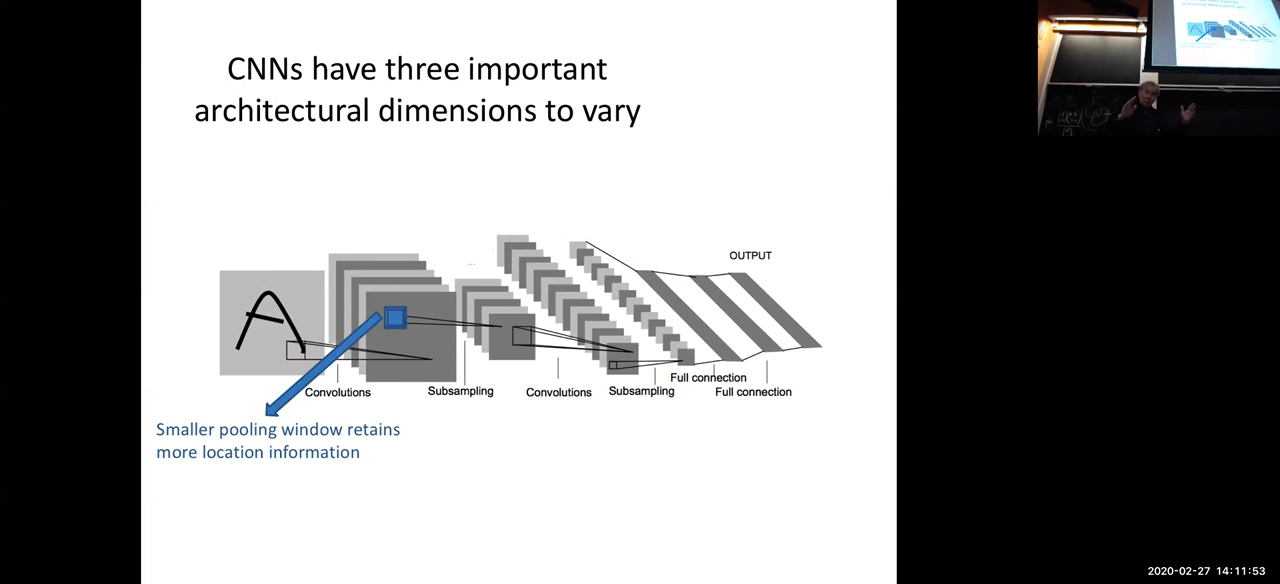 CNNs have three important
architectural dimensions to vary
OUTPUT
Full connection
Convolutions
Subsampling
Convolutions
Subsampling
Full connection
Smaller pooling window retains
more location information
2020-02-27 14:11:53